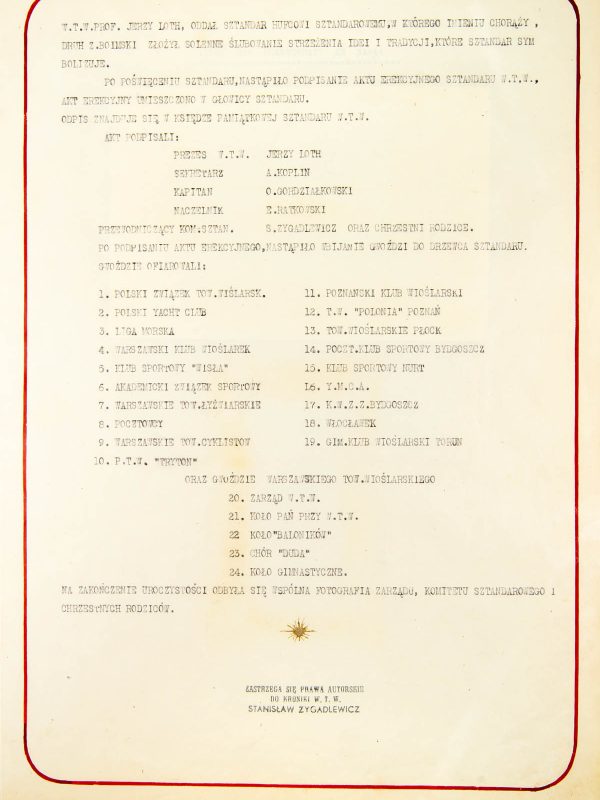 W.T.W.PROF. JERZY LOTH, ODDAŁ SZTANDAR HUFCOWI SZTANDAROWEMU,W KTÓREGO IMIENIU CHORĄŻY ,
DRUH Z.BOIMSKI ZŁOŻYŁ SOLENNE ŚLUBOWANIE STRZEŻENIA IDEI I TRADYCJI,KTÓRE SZTANDAR SYM
BOLIZUJE.
PO POŚWIĘCENIU SZTANDARU,NASTĄPIŁO PODPISANIE AKTU EREKCYJNEGO SZTANDARU W.T.W.,
AKT EREKCYJNY UMIESZCZONO W GŁOWICY SZTANDARU.
ODPIS ZNAJDUJE SIĘ W KSIĘDZE PAMIĄTKOWEJ SZTANDARU W.T.W.
AKT PODPISALI:
PREZES W.T.W. JERZY LOTH
SEKRETARZ A.KOPLIN
KAPITAN O.GORDZIAŁKOWSKI
NACZELNIK E.RATKOWSKI
PRZEWODNICZĄCY KOM.SZTAN. S.ZYGADLEWICZ ORAZ CHRZESTNI RODZICE.
PO PODPISANIU AKTU EREKCYJNEGO,NASTĄPIŁO WBIJANIE GWOŹDZI DO DRZEWCA SZTANDARU.
GWOŹDZIE OFIAROWALI:
1. POLSKI ZWIĄZEK TOW.WIŚLARSK.
2. POLSKI YACHT CLUB
3. LIGA MORSKA
4. WARSZAWSKI KLUB WIOŚLAREK
5. KLUB SPORTOWY "WISŁA"
6. AKADEMICKI ZWIĄZEK SPORTOWY
7. WARSZAWSKIE TOW.ŁYŻWIARSKIE
8. POCZTOWCY
9. WARSZAWSKIE TOW.CYKLISTÓW
10. P.T.W. "TRYTON"
11. POZNAŃSKI KLUB WIOŚLARSKI
12. T.W. "POLONIA" POZNAŃ
13. TOW.WIOŚLARSKIE PŁOCK
14. POCZT.KLUB SPORTOWY BYDGOSZCZ
15. KLUB SPORTOWY NURT
16. Y.M.C.A.
17. K.W.Z.Z.BYDGOSZCZ
18. WŁOCŁAWEK
19. GIM.KLUB WIOŚLARSKI TORUN
ORAZ GWOŹDZIE WARSZAWSKIEGO TOW.WIOŚLARSKIEGO
20. ZARZĄD W.T.W.
21. KOŁO PAŃ PRZY W.T.W.
22 KOŁO"BALONIKÓW"
23. CHÓR "DUDA"
24. KOŁO GIMNASTYCZNE.
NA ZAKOŃCZENIE UROCZYSTOŚCI ODBYŁA SIĘ WSPÓLNA FOTOGRAFIA ZARZĄDU, KOMITETU SZTANDAROWEGO I
CHRZESTNYCH RODZICÓW.
ZASTRZEGA SIĘ PRAWA AUTORSKIE
DO KRONIKI W. T. W.
STANISŁAW ZYGADLEWICZ